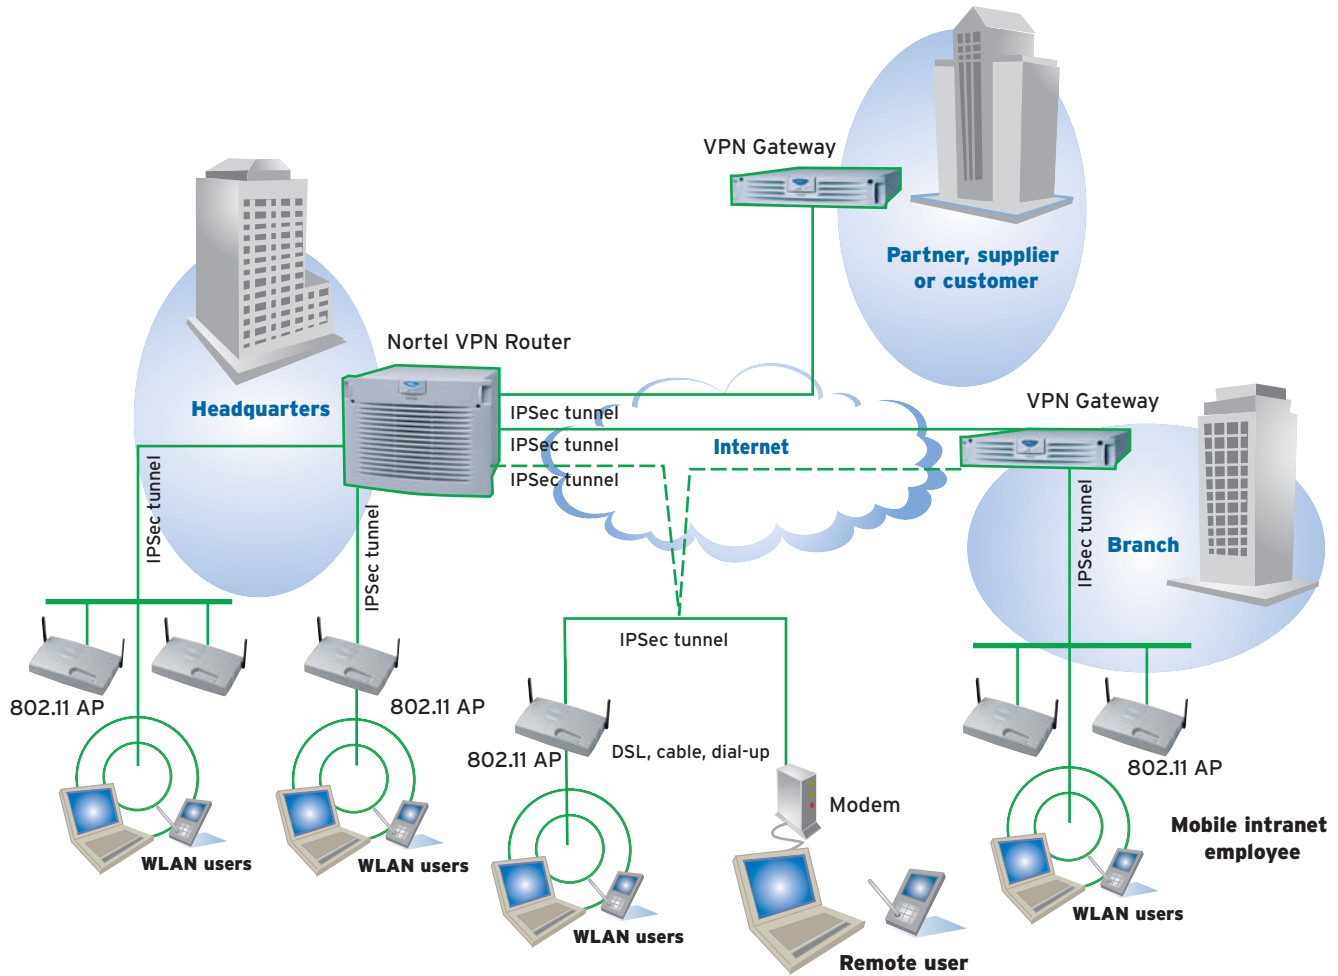 VPN Gateway
Partner, supplier
or customer
Nortel VPN Router
Headquarters
IPSec tunnel
IPSec tunnel
IPSec tunnel
Internet
VPN Gateway
Branch
IPSec tunnel
IPSec tunnel
IPSec tunnel
IPSec tunnel
802.11 AP
802.11 AP
802.11 AP
DSL, cable, dial-up
802.11 AP
Modem
Mobile intranet
employee
WLAN users
WLAN users
WLAN users
WLAN users
Remote user